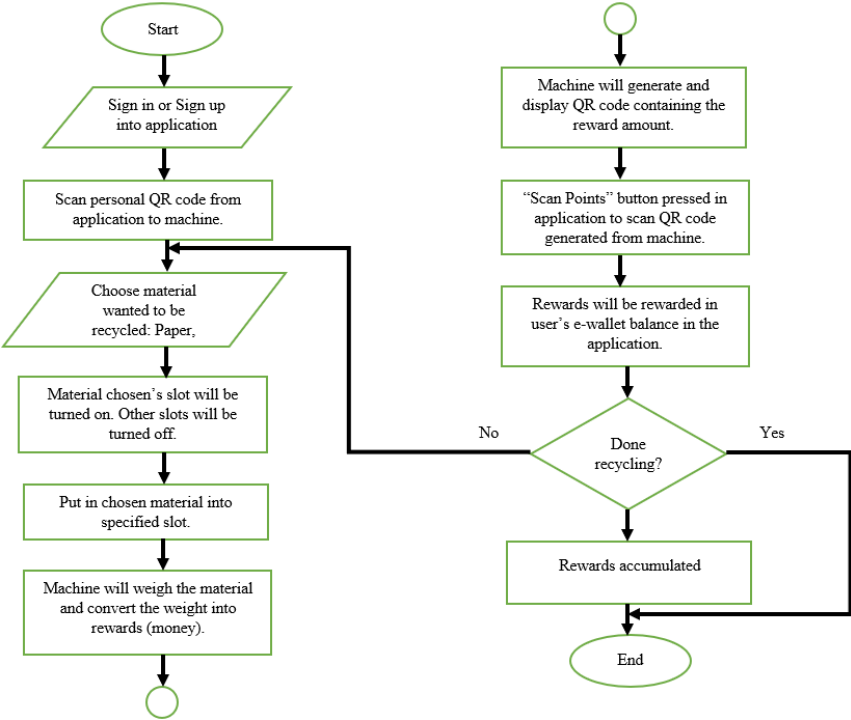 Start
Sign in or Sign up
into application
Scan personal QR code from
application to machine.
Choose material
wanted to be
recycled: Paper,
Material chosen’s slot will be
turned on. Other slots will be
turned off.
Put in chosen material into
specified slot.
Machine will weigh the material
and convert the weight into
rewards (money).
Machine will generate and
display QR code containing the
reward amount.
“Scan Points” button pressed in
application to scan QR code
generated from machine.
Rewards will be rewarded in
user’s e-wallet balance in the
application.
No
Done
recycling?
Yes
Rewards accumulated
End